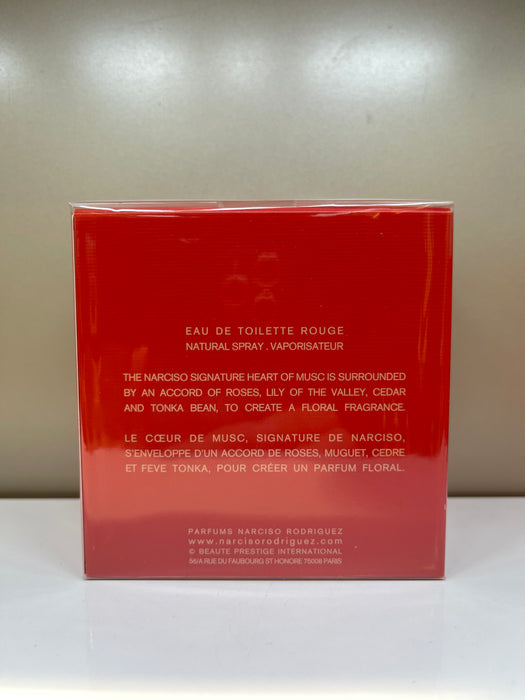 EAU DE TOILETTE ROUGE
NATURAL SPRAY . VAPORISATEUR
THE NARCISO SIGNATURE HEART OF MUSC IS SURROUNDED
BY AN ACCORD OF ROSES, LILY OF THE VALLEY, CEDAR
AND TONKA BEAN, TO CREATE A FLORAL FRAGRANCE.
LE CŒUR DE MUSC, SIGNATURE DE NARCISO,
S'ENVELOPPE D'UN ACCORD DE ROSES, MUGUET, CEDRE
ET FEVE TONKA, POUR CRÉER UN PARFUM FLORAL.
PARFUMS NARCISO RODRIGUEZ
www.narcisorodriguez.com
© BEAUTE PRESTIGE INTERNATIONAL
56/A RUE DU FAUBOURG ST HONORE 75008 PARIS